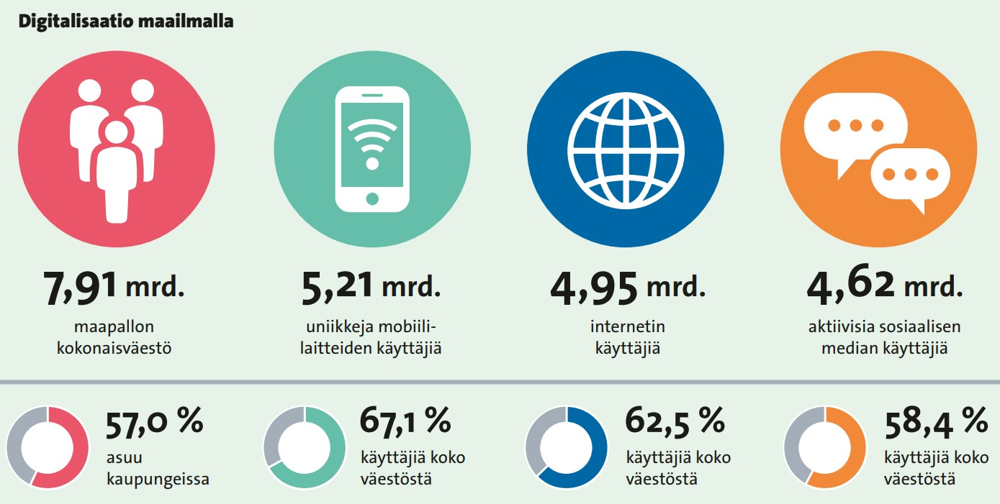 Digitalisaatio maailmalla
7,91 mrd.
maapallon
kokonaisväestö
5,21 mrd.
uniikkeja mobiili-
laitteiden käyttäjiä
4,95 mrd.
internetin
käyttäjiä
4,62 mrd.
aktiivisia sosiaalisen
median käyttäjiä
57,0 %
asuu
kaupungeissa
67,1 %
käyttäjiä koko
väestöstä
62,5 %
käyttäjiä koko
väestöstä
58,4 %
käyttäjiä koko
väestöstä